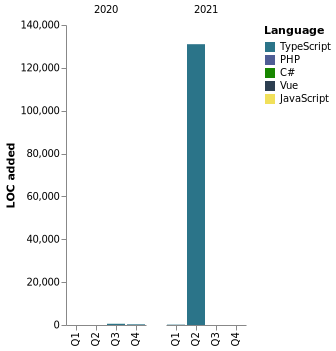 2020 2021
Language
TypeScript
PHP
C#
Vue
JavaScript
LOC added
140,000
120,000
100,000
80,000
60,000
40,000
20,000
0
Q1 Q2 Q3 Q4 Q1 Q2 Q3 Q4